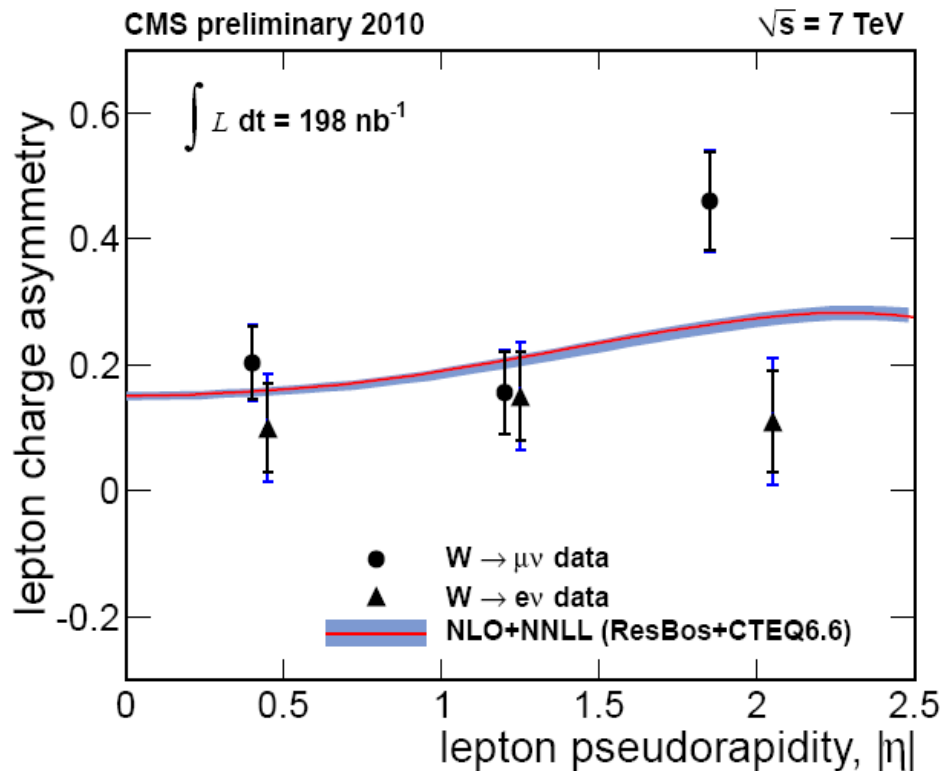 CMS preliminary 2010
√s = 7 TeV
∫ L dt = 198 nb⁻¹
lepton charge asymmetry
0.6
0.4
0.2
0
-0.2
W → μν data
W → eν data
NLO+NNLL (ResBos+CTEQ6.6)
0 0.5 1 1.5 2 2.5
lepton pseudorapidity, |η|